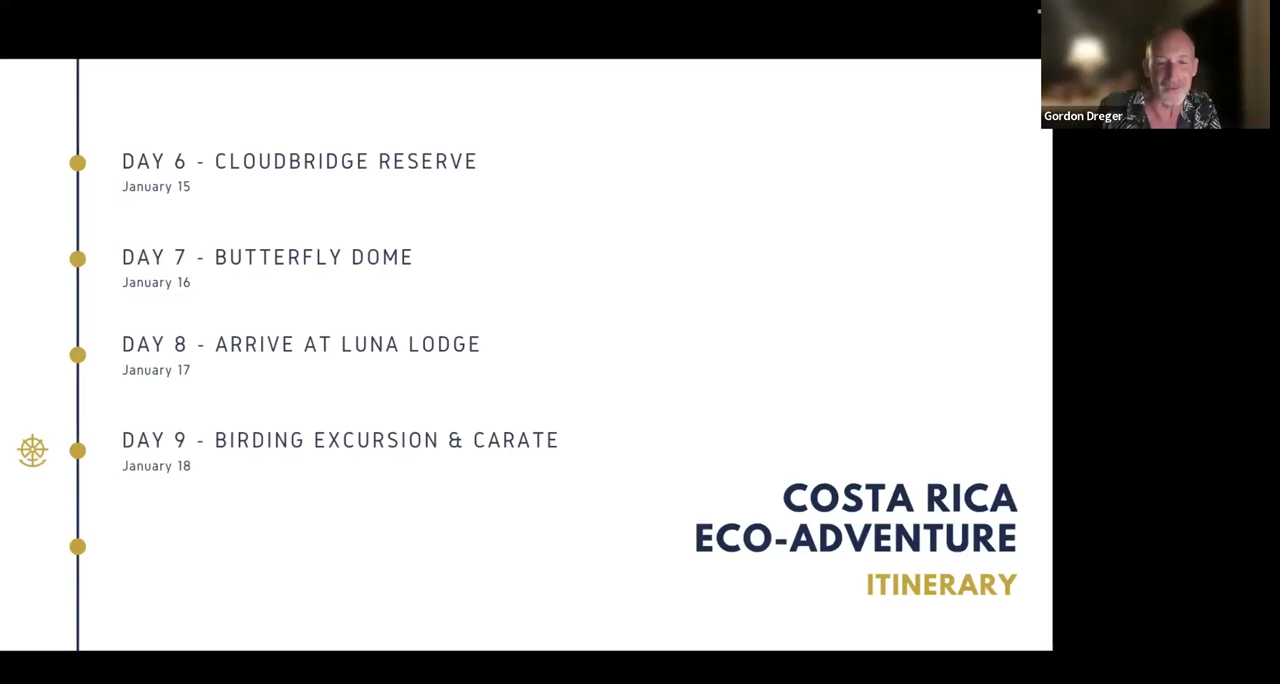 Gordon Dreger
DAY 6 - CLOUDBRIDGE RESERVE
January 15
DAY 7 - BUTTERFLY DOME
January 16
DAY 8 - ARRIVE AT LUNA LODGE
January 17
DAY 9 - BIRDING EXCURSION & CARATE
January 18
COSTA RICA
ECO-ADVENTURE
ITINERARY